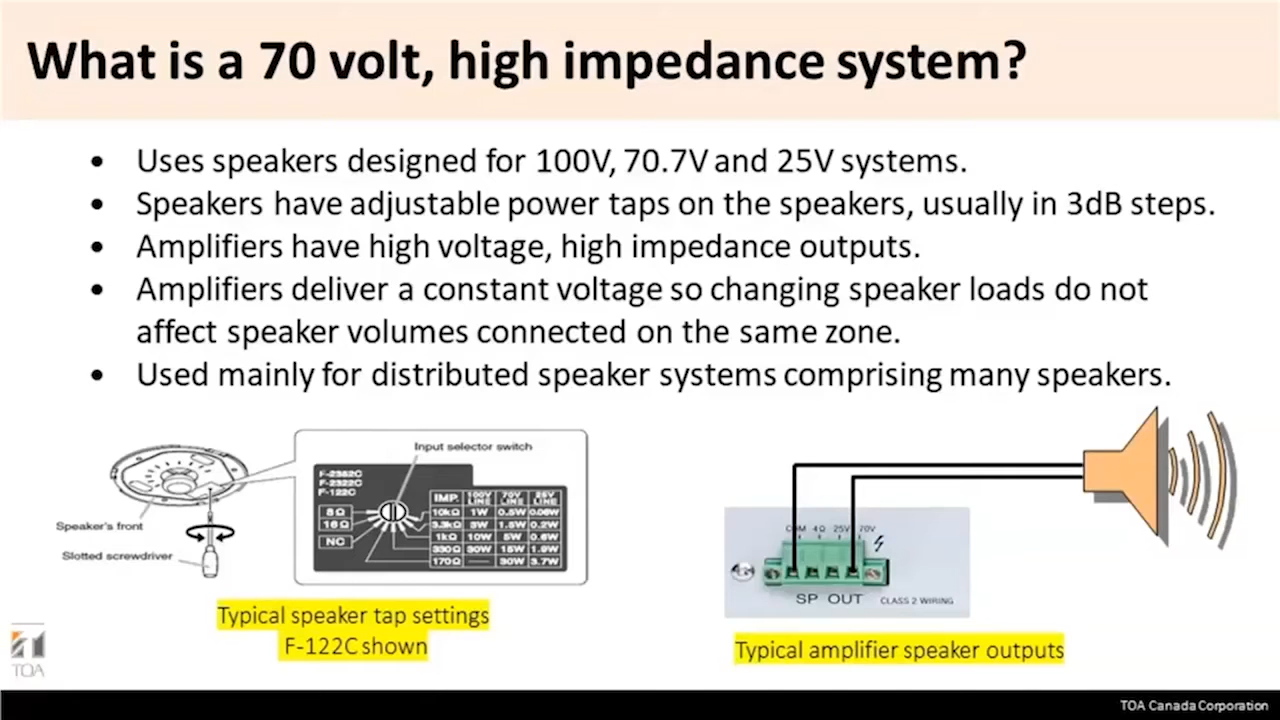 What is a 70 volt, high impedance system?
• Uses speakers designed for 100V, 70.7V and 25V systems.
• Speakers have adjustable power taps on the speakers, usually in 3dB steps.
• Amplifiers have high voltage, high impedance outputs.
• Amplifiers deliver a constant voltage so changing speaker loads do not
affect speaker volumes connected on the same zone.
• Used mainly for distributed speaker systems comprising many speakers.
Input selector switch
F-2352C
F-2322C
F-122C
8Ω
16Ω
NC
IMP. 100V LINE 70V LINE 25V LINE
10kΩ 1W 0.5W 0.06W
3.3kΩ 3W 1.5W 0.2W
1kΩ 10W 5W 0.6W
330Ω 30W 15W 1.9W
170Ω — 30W 3.7W
Speaker's front
Slotted screwdriver
Typical speaker tap settings
F-122C shown
COM 4Ω 25V 70V
SP OUT CLASS 2 WIRING
Typical amplifier speaker outputs
TOA
TOA Canada Corporation